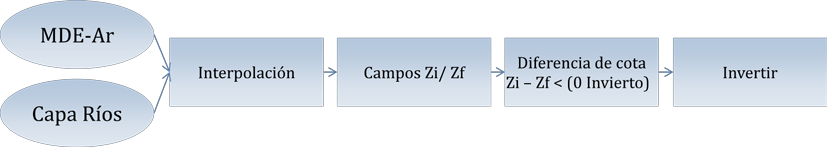 MDE-Ar
Capa Ríos
Interpolación
Campos Zi/ Zf
Diferencia de cota
Zi – Zf < (0 Invierto)
Invertir